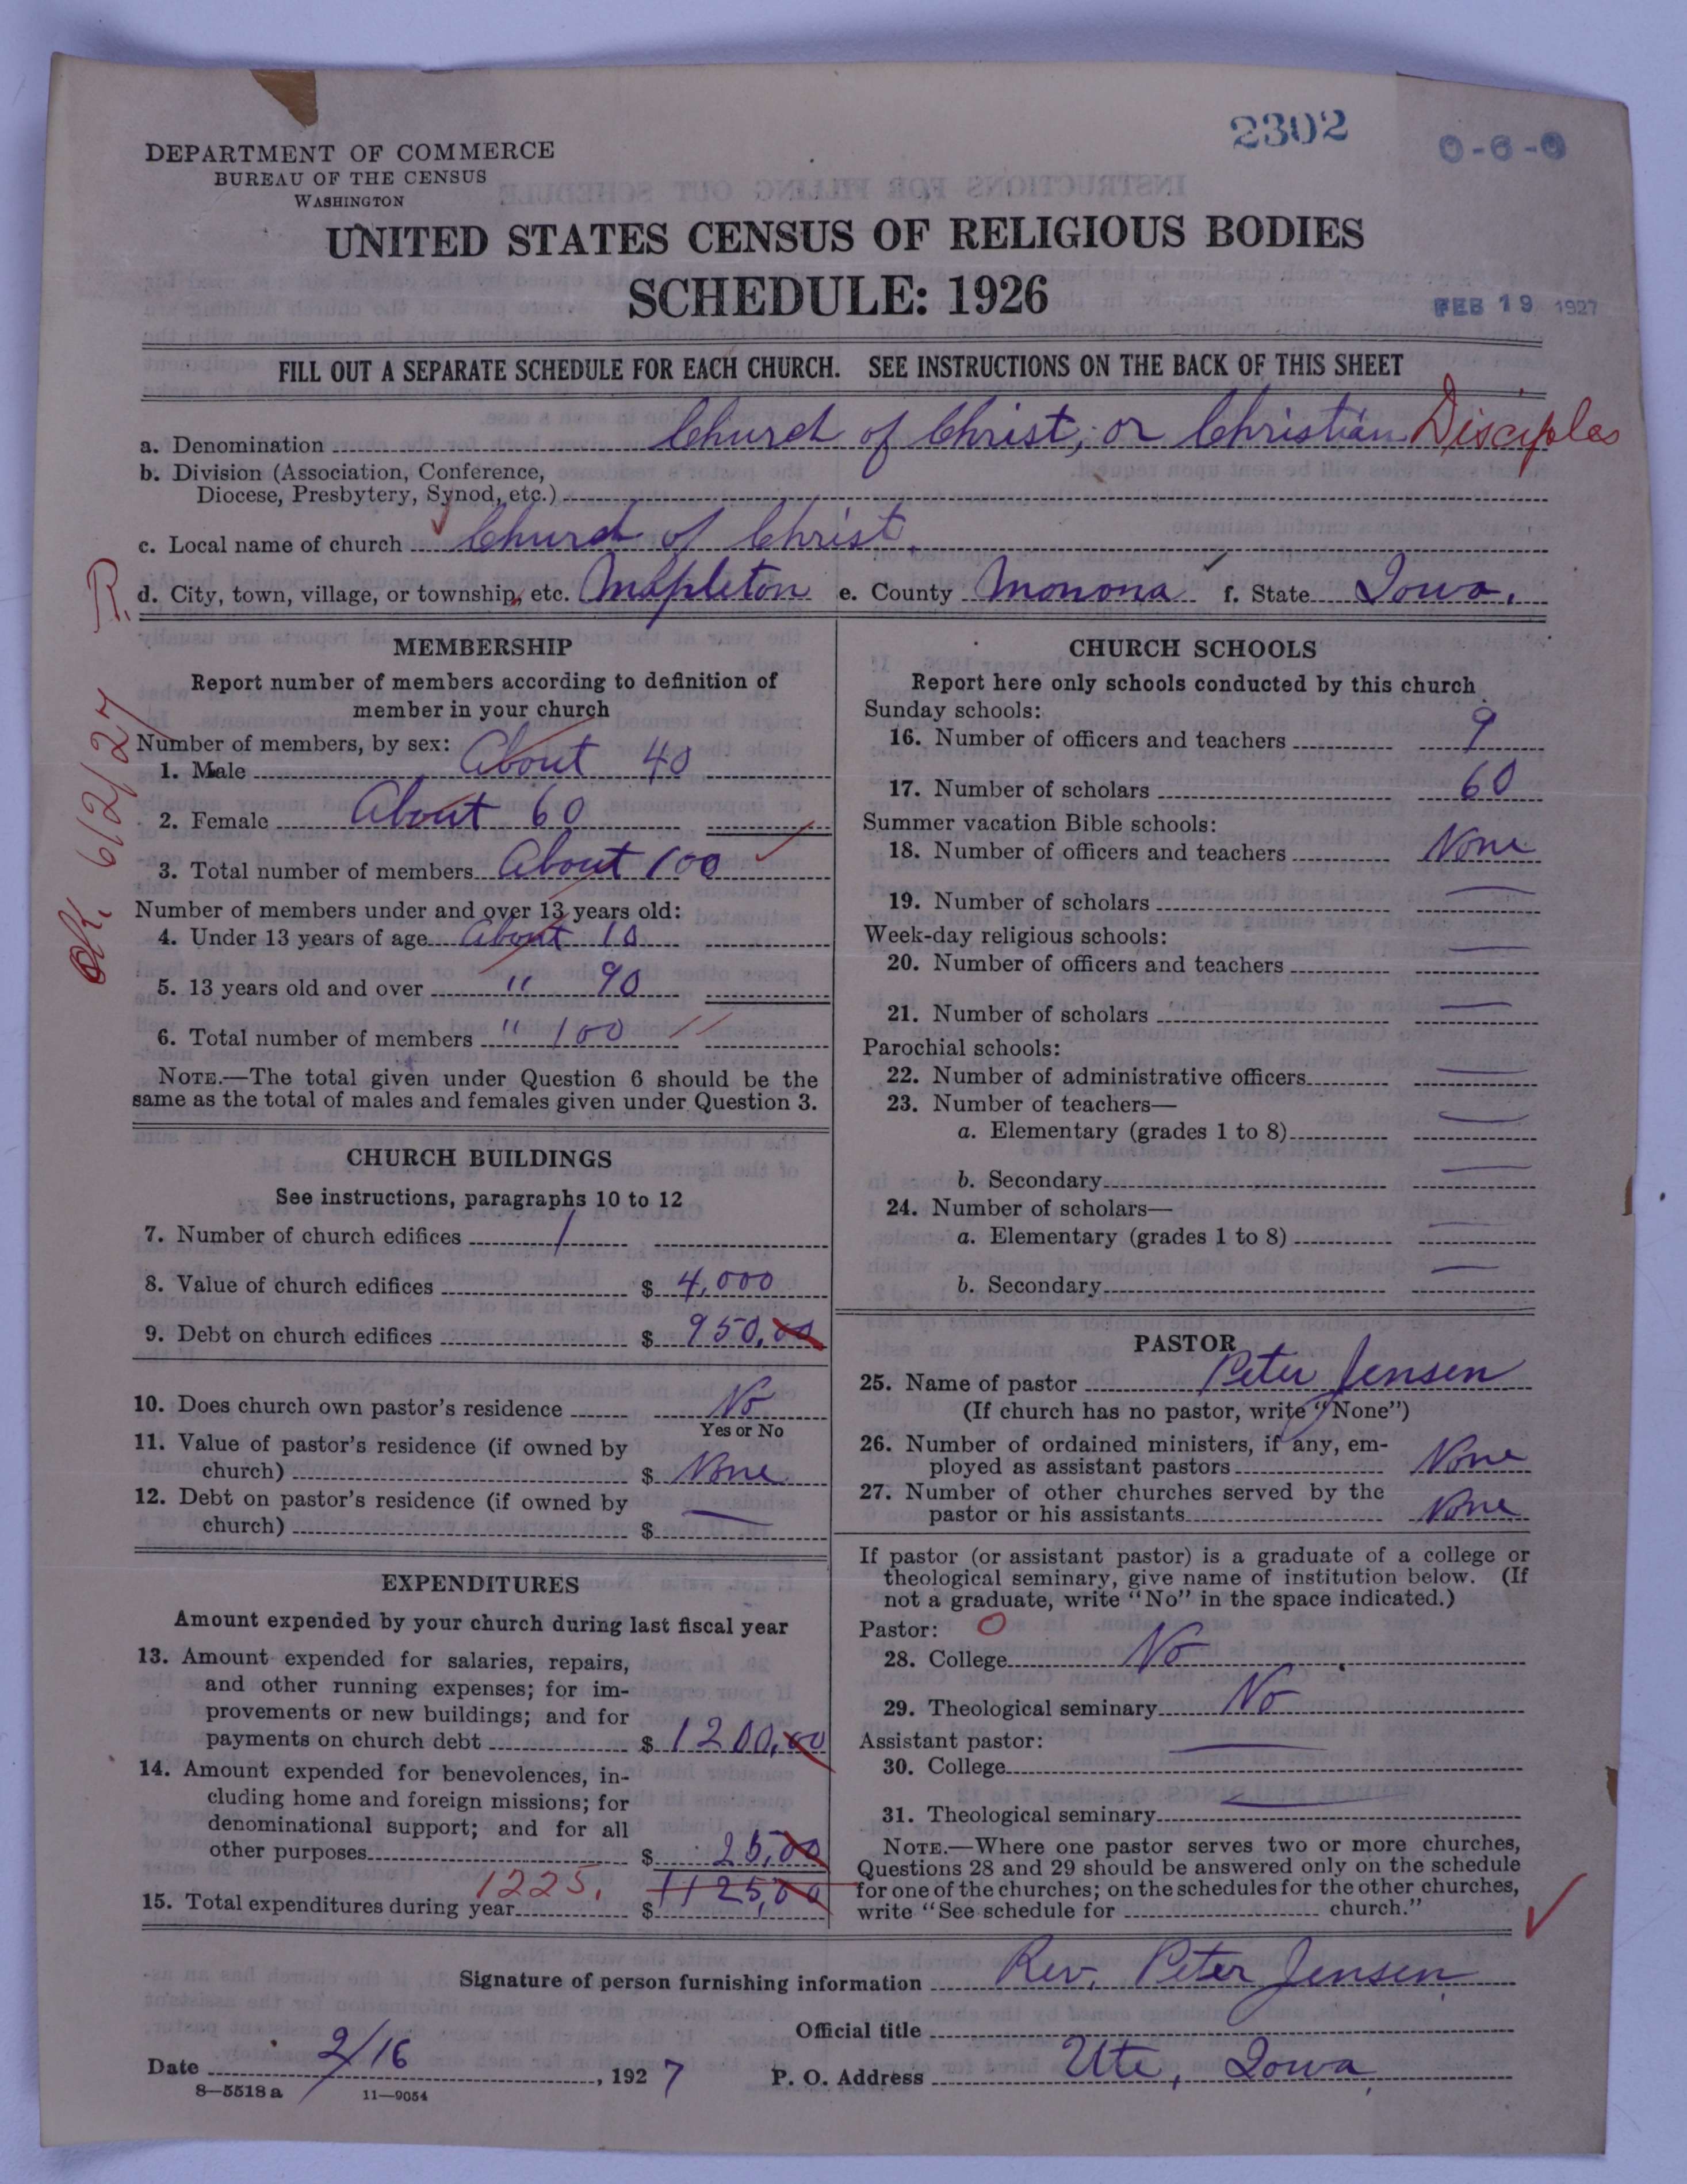 2302
0-6-0
DEPARTMENT OF COMMERCE
BUREAU OF THE CENSUS
WASHINGTON
UNITED STATES CENSUS OF RELIGIOUS BODIES
SCHEDULE: 1926
FEB 19 1927
FILL OUT A SEPARATE SCHEDULE FOR EACH CHURCH. SEE INSTRUCTIONS ON THE BACK OF THIS SHEET
a. Denomination Church of Christ, or Christian Disciples
b. Division (Association, Conference,
Diocese, Presbytery, Synod, etc.)
c. Local name of church Church of Christ.
d. City, town, village, or township, etc. Mapleton e. County Monona f. State Iowa.
R.
OK. 6/2/27
MEMBERSHIP
Report number of members according to definition of
member in your church
Number of members, by sex:
1. Male About 40
2. Female About 60
3. Total number of members About 100
Number of members under and over 13 years old:
4. Under 13 years of age About 10
5. 13 years old and over " 90
6. Total number of members " 100
NOTE.—The total given under Question 6 should be the
same as the total of males and females given under Question 3.
CHURCH BUILDINGS
See instructions, paragraphs 10 to 12
7. Number of church edifices 1
8. Value of church edifices $ 4,000
9. Debt on church edifices $ 950.00
10. Does church own pastor's residence No
Yes or No
11. Value of pastor's residence (if owned by
church) $ None
12. Debt on pastor's residence (if owned by
church) $ —
EXPENDITURES
Amount expended by your church during last fiscal year
13. Amount expended for salaries, repairs,
and other running expenses; for im-
provements or new buildings; and for
payments on church debt $ 1200.00
14. Amount expended for benevolences, in-
cluding home and foreign missions; for
denominational support; and for all
other purposes $ 25.00
1225. 1125.00
15. Total expenditures during year $
CHURCH SCHOOLS
Report here only schools conducted by this church
Sunday schools:
16. Number of officers and teachers 9
17. Number of scholars 60
Summer vacation Bible schools:
18. Number of officers and teachers None
19. Number of scholars —
Week-day religious schools:
20. Number of officers and teachers —
21. Number of scholars —
Parochial schools:
22. Number of administrative officers —
23. Number of teachers—
a. Elementary (grades 1 to 8) —
b. Secondary —
24. Number of scholars—
a. Elementary (grades 1 to 8) —
b. Secondary —
PASTOR
25. Name of pastor Peter Jensen
(If church has no pastor, write "None")
26. Number of ordained ministers, if any, em-
ployed as assistant pastors None
27. Number of other churches served by the
pastor or his assistants None
If pastor (or assistant pastor) is a graduate of a college or
theological seminary, give name of institution below. (If
not a graduate, write "No" in the space indicated.)
Pastor: O
28. College No
29. Theological seminary No
Assistant pastor:
30. College —
31. Theological seminary —
NOTE.—Where one pastor serves two or more churches,
Questions 28 and 29 should be answered only on the schedule
for one of the churches; on the schedules for the other churches,
write "See schedule for church."
Signature of person furnishing information Rev. Peter Jensen
Official title
Date 2/16, 1927 P. O. Address Ute, Iowa.
8—5518 a 11—9054